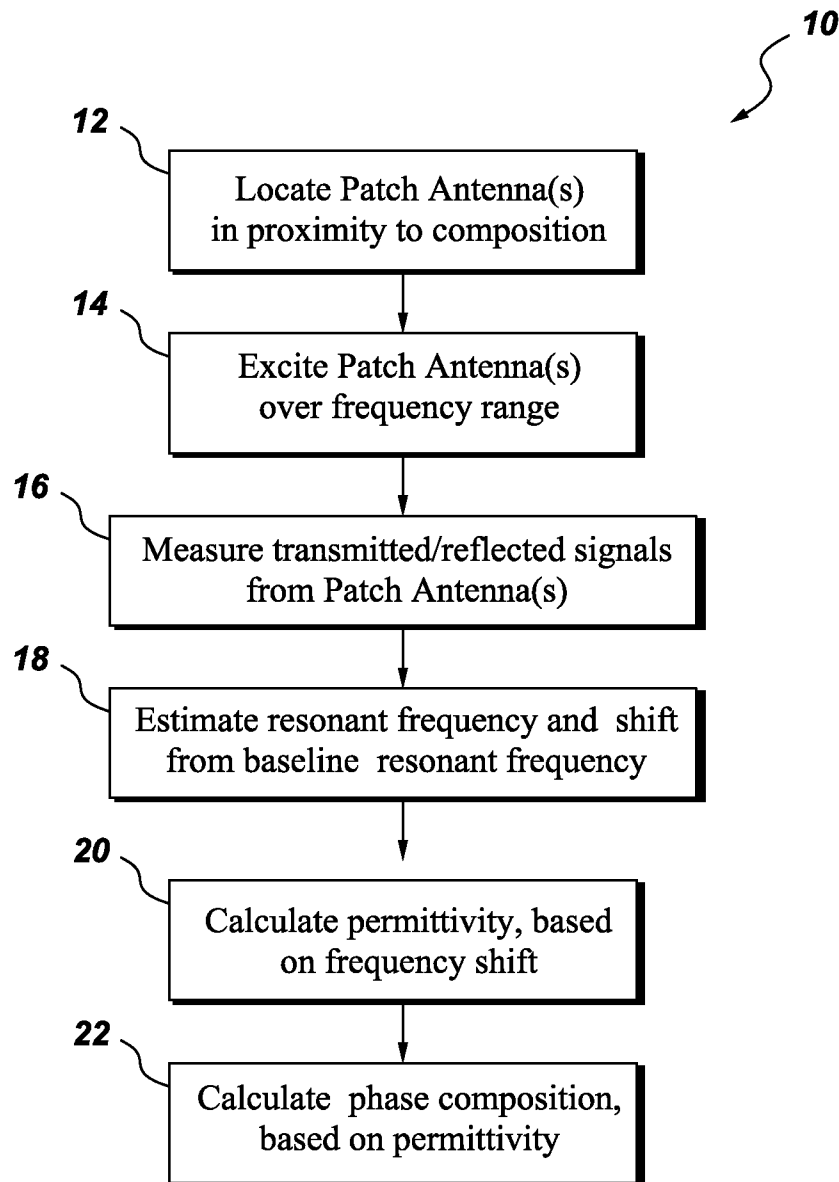 10
12
Locate Patch Antenna(s)
in proximity to composition
14
Excite Patch Antenna(s)
over frequency range
16
Measure transmitted/reflected signals
from Patch Antenna(s)
18
Estimate resonant frequency and shift
from baseline resonant frequency
20
Calculate permittivity, based
on frequency shift
22
Calculate phase composition,
based on permittivity